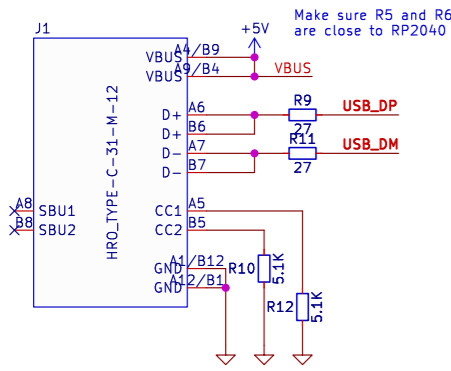 Make sure R5 and R6
are close to RP2040
J1
+5V
VBUS A4/B9
VBUS A9/B4
VBUS
D+ A6
R9
27
USB_DP
D+ B6
D- A7
R11
27
USB_DM
D- B7
HRO_TYPE-C-31-M-12
A8 SBU1
B8 SBU2
CC1 A5
CC2 B5
GND A1/B12
GND A12/B1
R10 5.1K
R12 5.1K